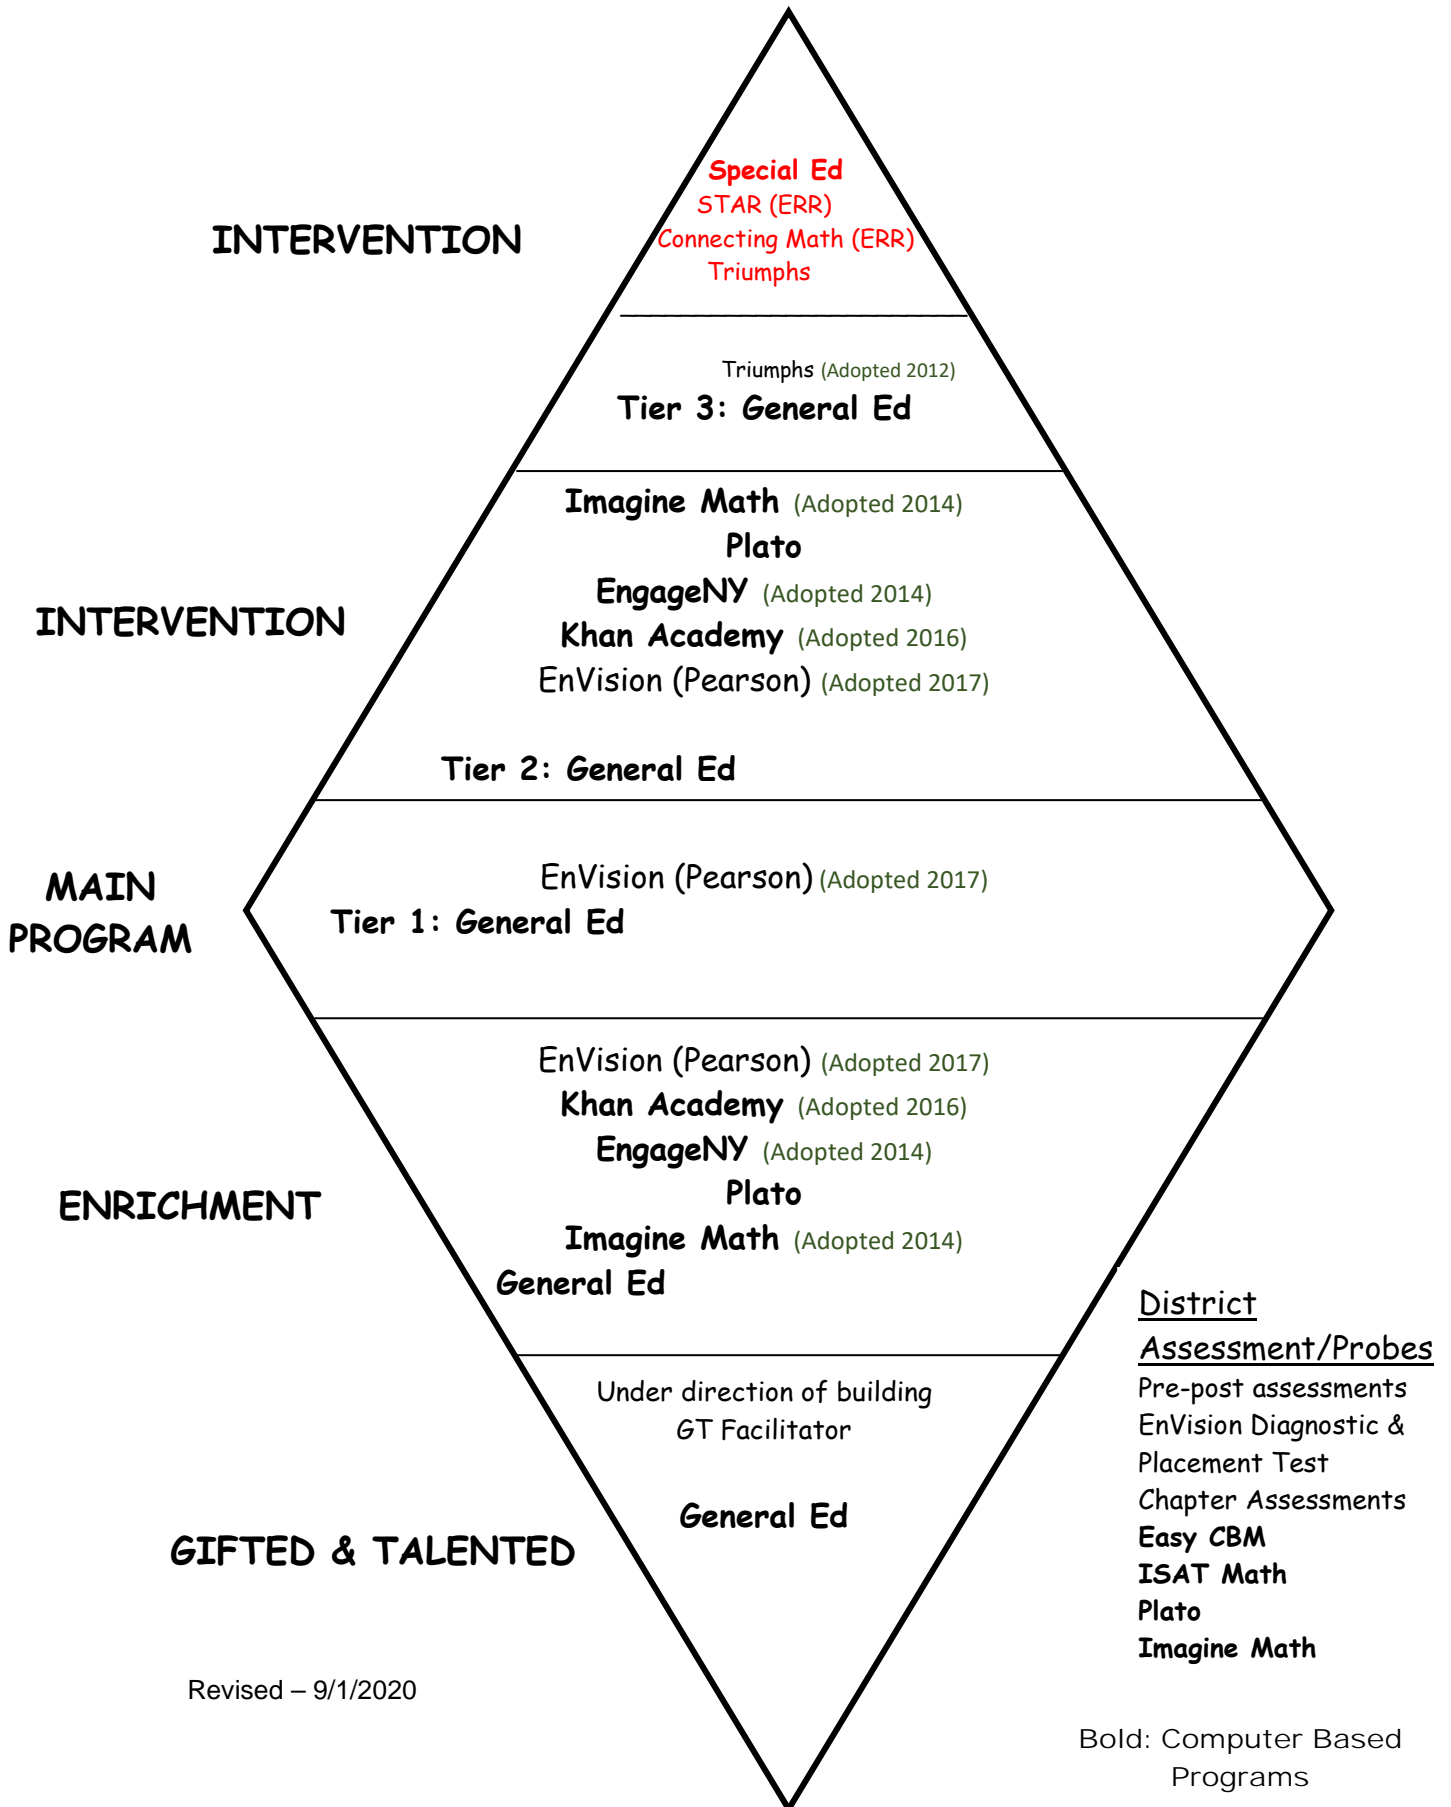 Special Ed
STAR (ERR)
INTERVENTION
Connecting Math (ERR)
Triumphs
Triumphs (Adopted 2012)
Tier 3: General Ed
Imagine Math (Adopted 2014)
Plato
EngageNY (Adopted 2014)
INTERVENTION
Khan Academy (Adopted 2016)
EnVision (Pearson) (Adopted 2017)
Tier 2: General Ed
MAIN
PROGRAM
EnVision (Pearson) (Adopted 2017)
Tier 1: General Ed
EnVision (Pearson) (Adopted 2017)
Khan Academy (Adopted 2016)
EngageNY (Adopted 2014)
ENRICHMENT
Plato
Imagine Math (Adopted 2014)
General Ed
Under direction of building
GT Facilitator
General Ed
GIFTED & TALENTED
District
Assessment/Probes
Pre-post assessments
EnVision Diagnostic &
Placement Test
Chapter Assessments
Easy CBM
ISAT Math
Plato
Imagine Math
Revised – 9/1/2020
Bold: Computer Based
Programs